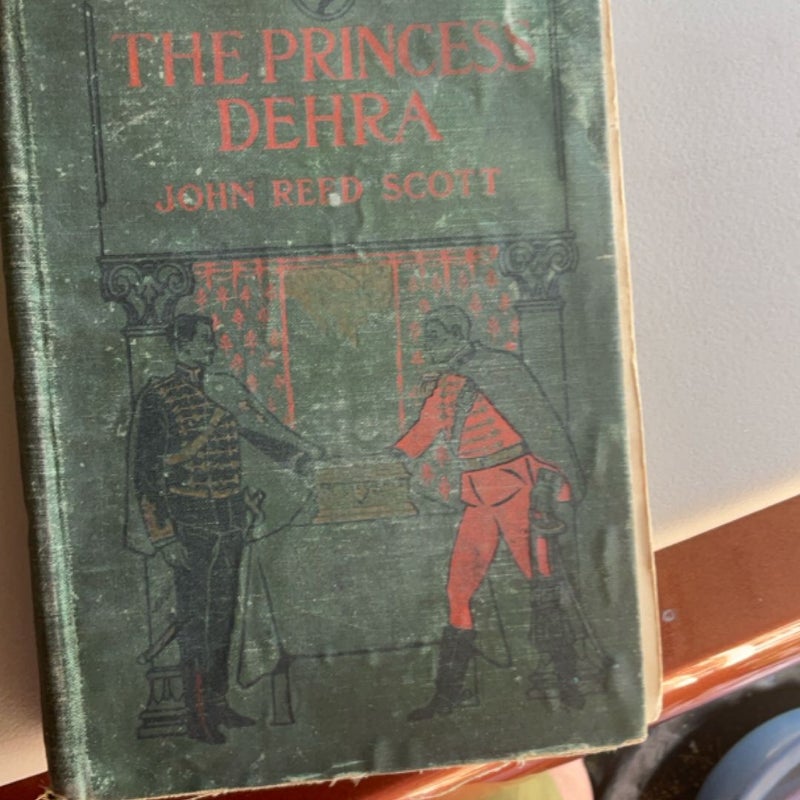 THE PRINCESS
DEHRA
JOHN REED SCOTT